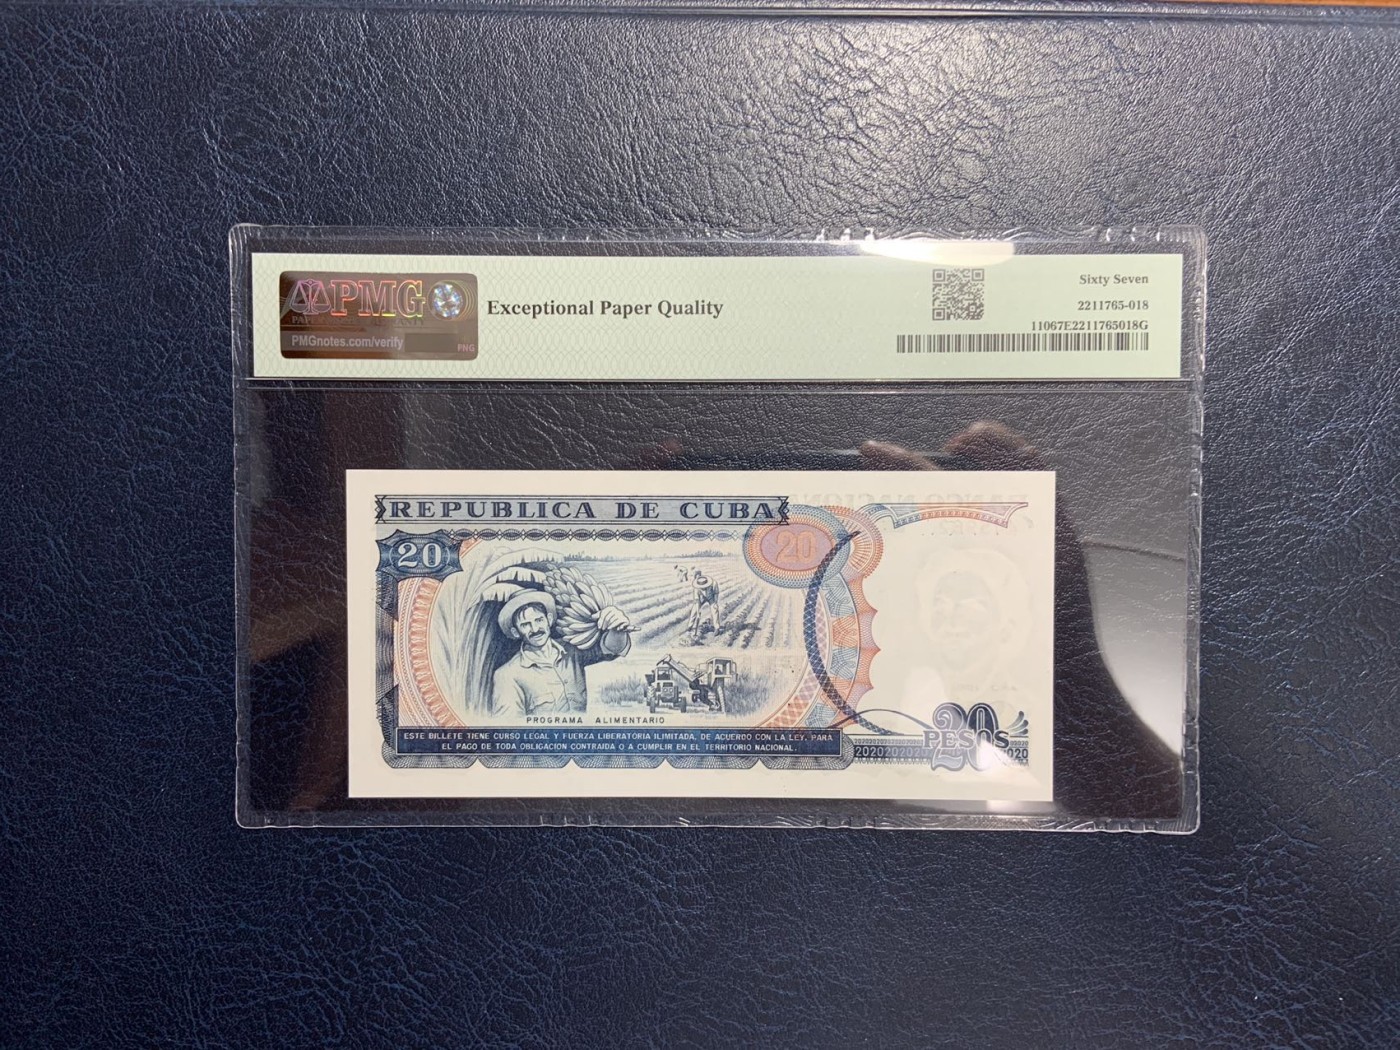 PMG
PMGnotes.com/verify
PNG
Exceptional Paper Quality
Sixty Seven
2211765-018
11067E2211765018G
REPUBLICA DE CUBA
20
20
PROGRAMA ALIMENTARIO
ESTE BILLETE TIENE CURSO LEGAL Y FUERZA LIBERATORIA ILIMITADA, DE ACUERDO CON LA LEY, PARA
EL PAGO DE TODA OBLIGACION CONTRAIDA O A CUMPLIR EN EL TERRITORIO NACIONAL.
20
PESOS